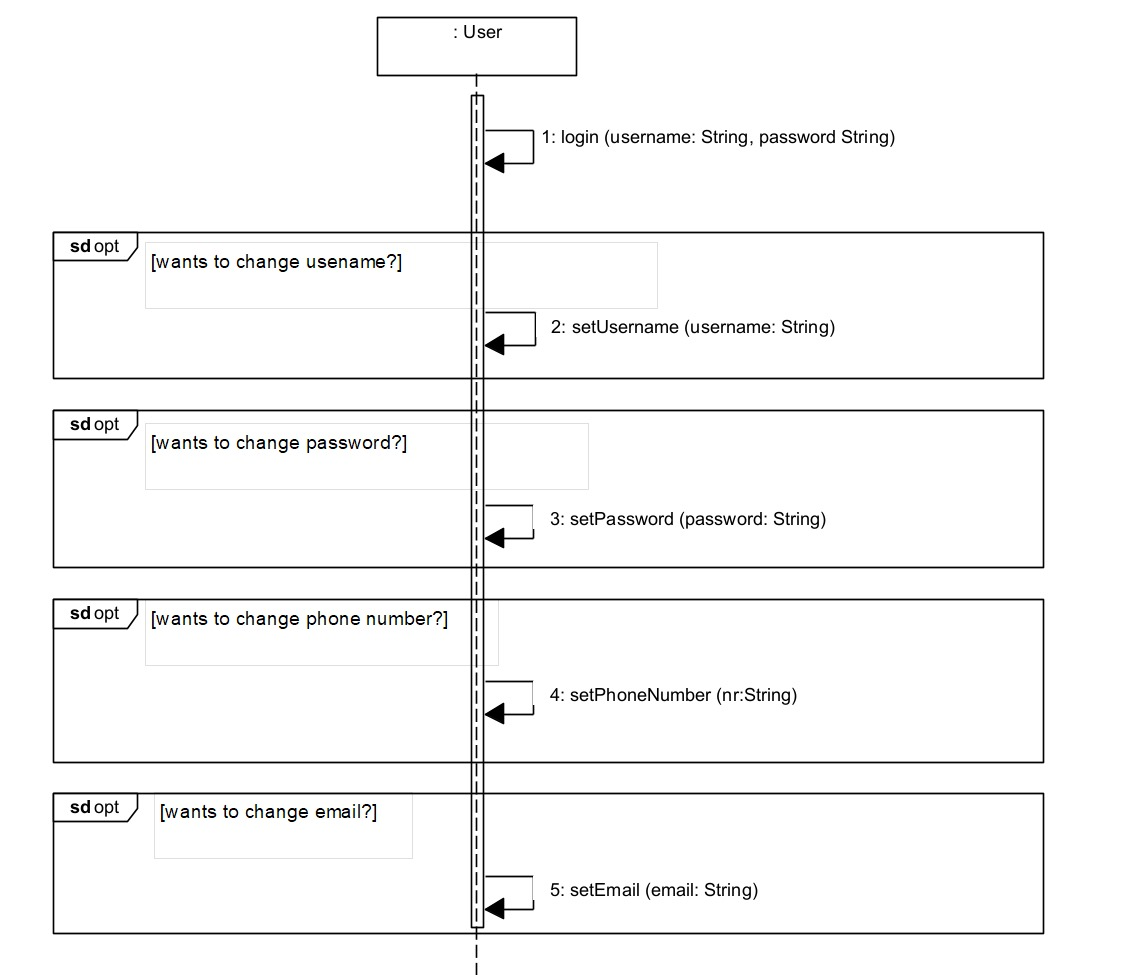 : User
1: login (username: String, password String)
sd opt
[wants to change usename?]
2: setUsername (username: String)
sd opt
[wants to change password?]
3: setPassword (password: String)
sd opt
[wants to change phone number?]
4: setPhoneNumber (nr:String)
sd opt
[wants to change email?]
5: setEmail (email: String)